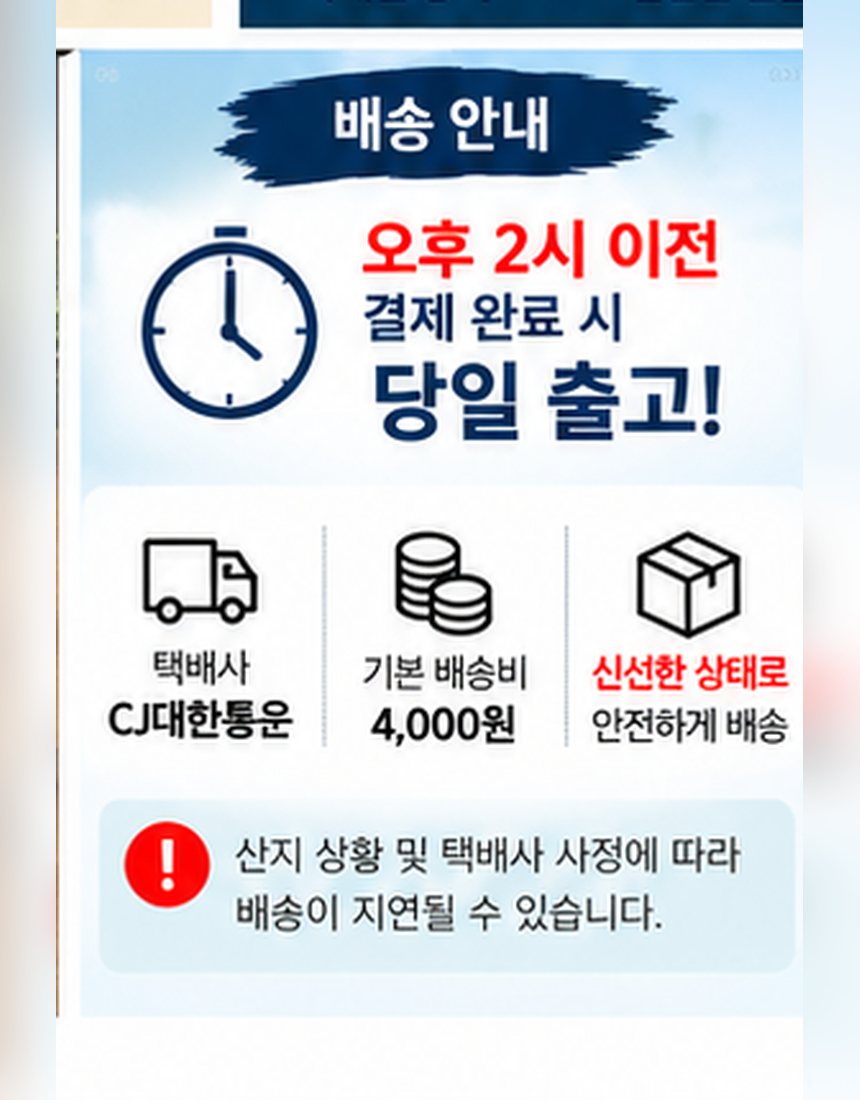 배송 안내
오후 2시 이전
결제 완료 시
당일 출고!
택배사
CJ대한통운
기본 배송비
4,000원
신선한 상태로
안전하게 배송
산지 상황 및 택배사 사정에 따라
배송이 지연될 수 있습니다.